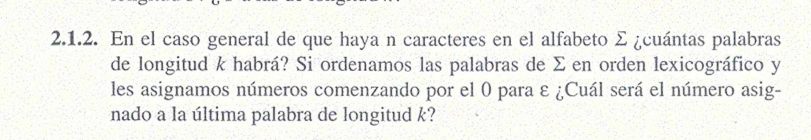 2.1.2. En el caso general de que haya n caracteres en el alfabeto Σ ¿cuántas palabras
de longitud k habrá? Si ordenamos las palabras de Σ en orden lexicográfico y
les asignamos números comenzando por el 0 para ε ¿Cuál será el número asig-
nado a la última palabra de longitud k?